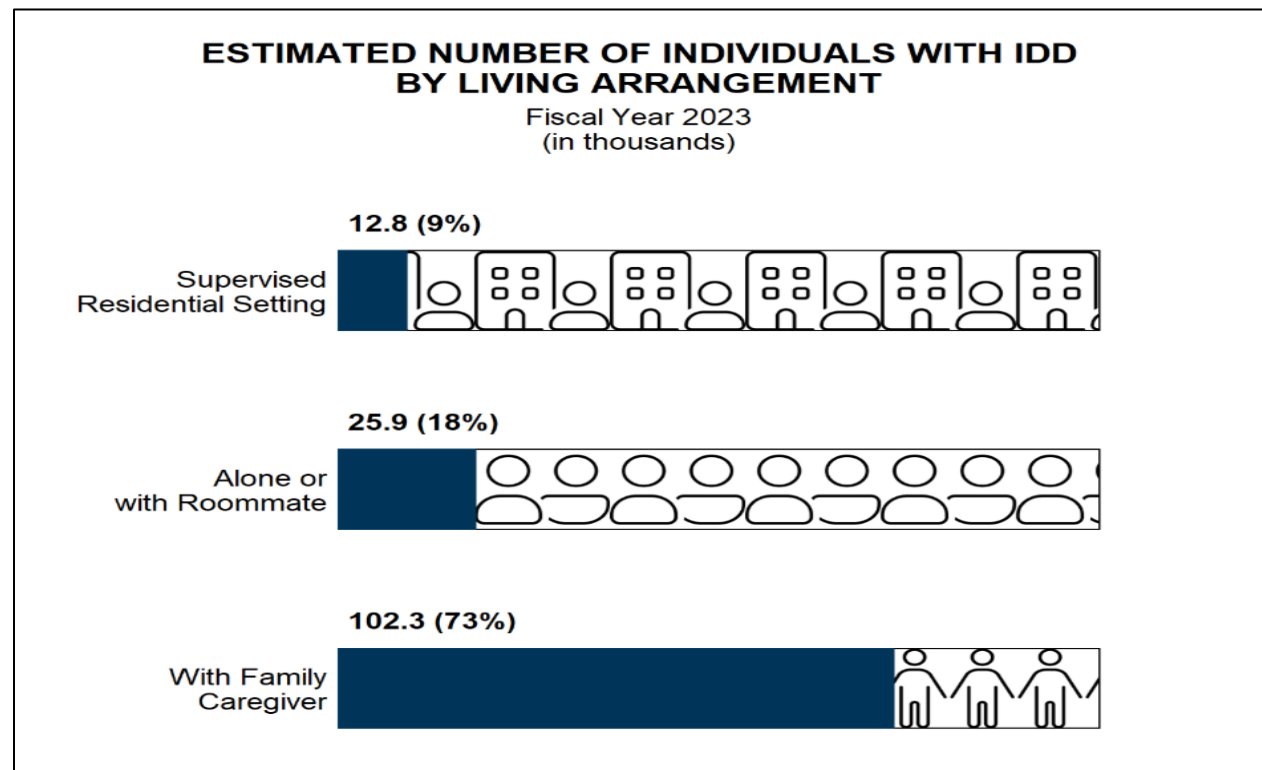 ESTIMATED NUMBER OF INDIVIDUALS WITH IDD
BY LIVING ARRANGEMENT
Fiscal Year 2023
(in thousands)
12.8 (9%)
Supervised
Residential Setting
25.9 (18%)
Alone or
with Roommate
102.3 (73%)
With Family
Caregiver